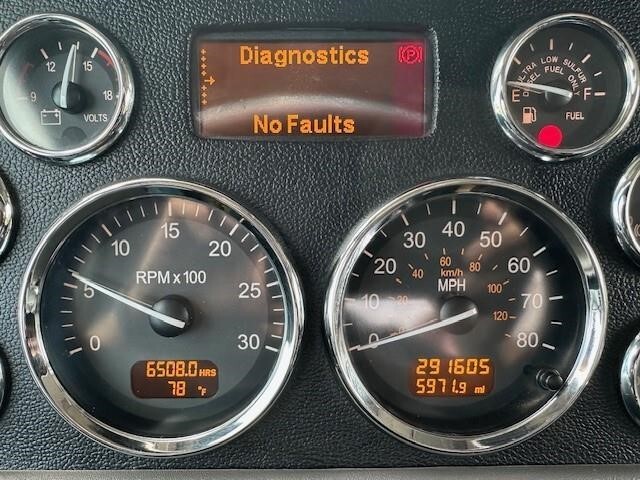 12 15
9 18
VOLTS
Diagnostics
No Faults
ULTRA LOW SULFUR
DIESEL FUEL ONLY
E F
FUEL
0 5 10 15 20 25 30
RPM x 100
6508.0 HRS
78 °F
0 10 20 30 40 50 60 70 80
40 60 80 100 120
km/h
MPH
291605
5971.9 ml